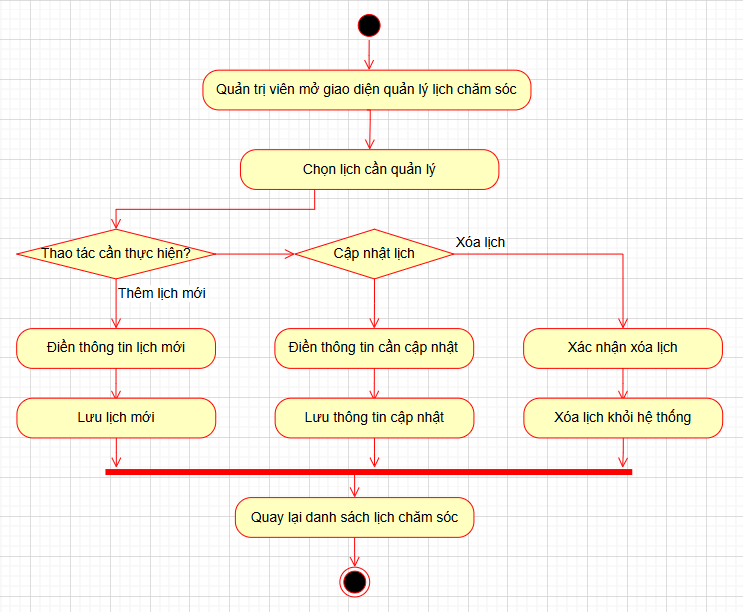 Quản trị viên mở giao diện quản lý lịch chăm sóc
Chọn lịch cần quản lý
Thao tác cần thực hiện?
Cập nhật lịch
Xóa lịch
Thêm lịch mới
Điền thông tin lịch mới
Điền thông tin cần cập nhật
Xác nhận xóa lịch
Lưu lịch mới
Lưu thông tin cập nhật
Xóa lịch khỏi hệ thống
Quay lại danh sách lịch chăm sóc